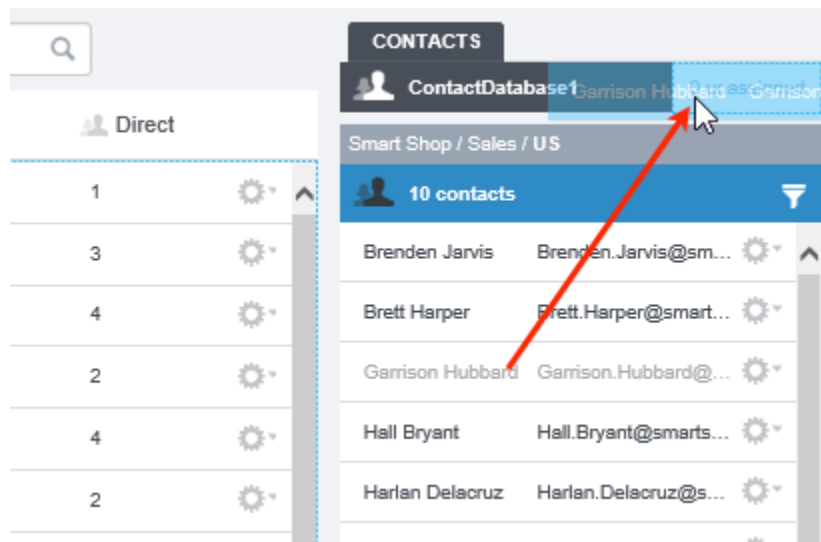 CONTACTS
ContactDatabase1
Garrison Hubbard Garrison
Direct
Smart Shop / Sales / US
1
10 contacts
3
Brenden Jarvis Brenden.Jarvis@sm...
4
Brett Harper Brett.Harper@smart...
2
Garrison Hubbard Garrison.Hubbard@...
4
Hall Bryant Hall.Bryant@smarts...
2
Harlan Delacruz Harlan.Delacruz@s...